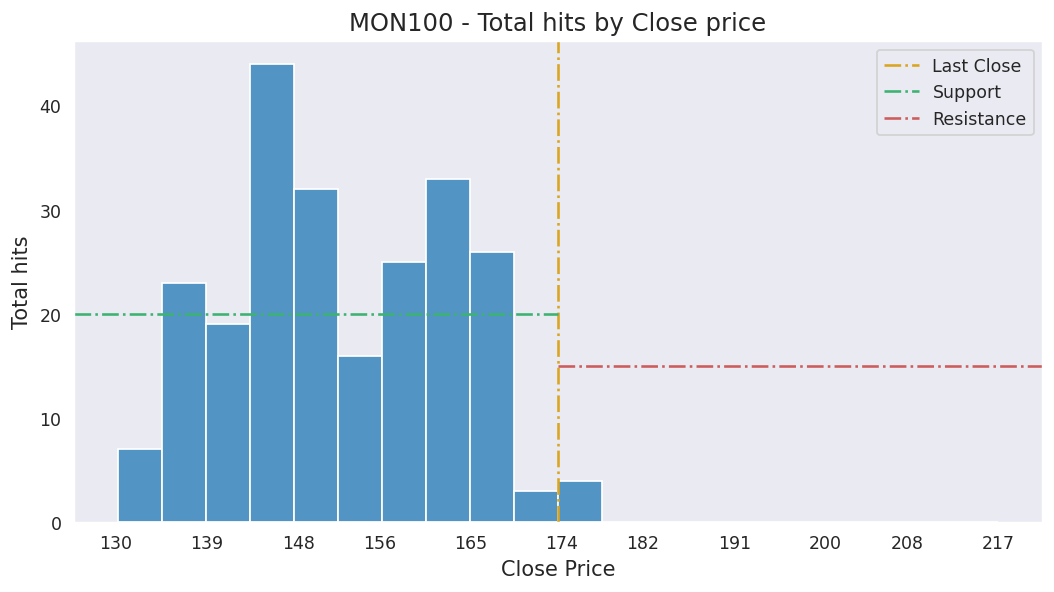 MON100 - Total hits by Close price
Last Close
Support
Resistance
Total hits
40
30
20
10
0
130 139 148 156 165 174 182 191 200 208 217
Close Price